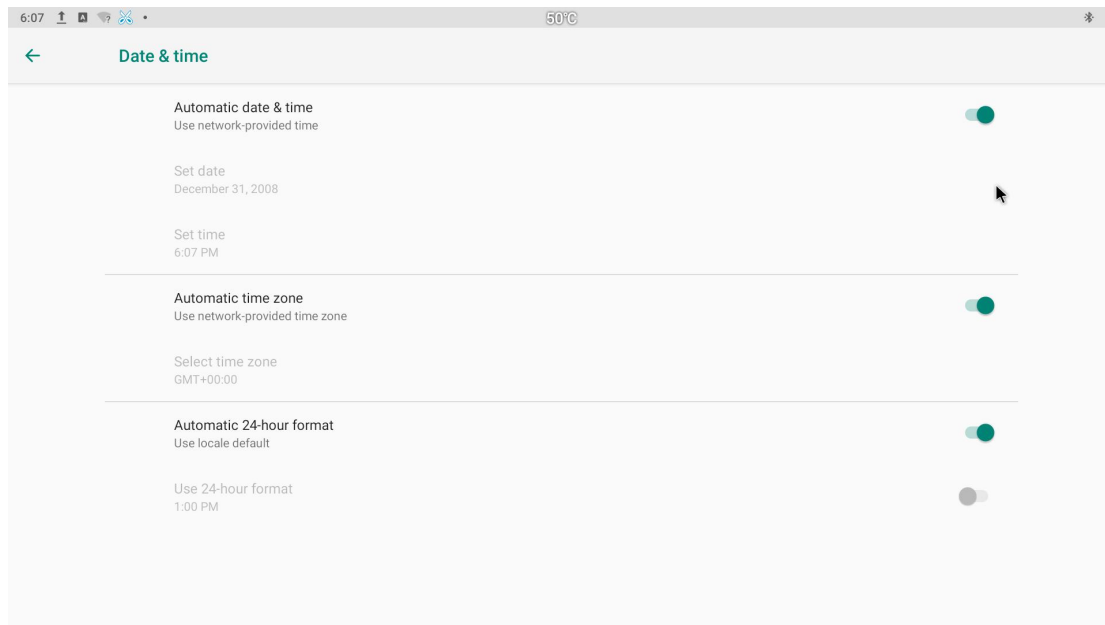 6:07
50°C
Date & time
Automatic date & time
Use network-provided time
Set date
December 31, 2008
Set time
6:07 PM
Automatic time zone
Use network-provided time zone
Select time zone
GMT+00:00
Automatic 24-hour format
Use locale default
Use 24-hour format
1:00 PM